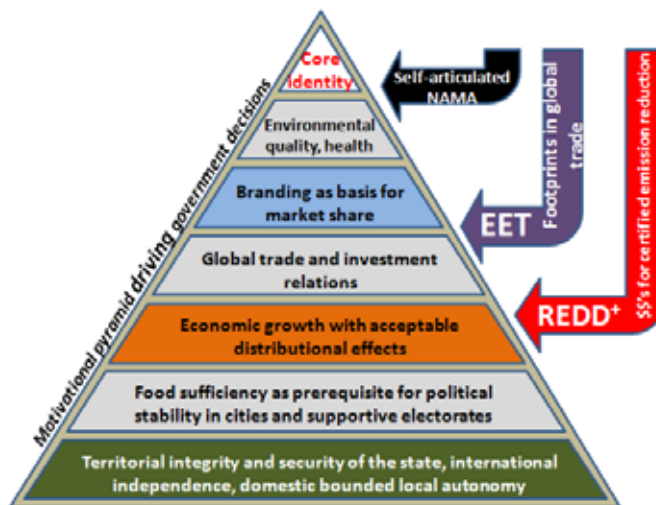 Core
identity
Self-articulated
NAMA
Environmental
quality, health
Branding as basis for
market share
EET
Footprints in global
trade
Global trade and investment
relations
REDD+
$$'s for certified emission reduction
Economic growth with acceptable
distributional effects
Food sufficiency as prerequisite for political
stability in cities and supportive electorates
Territorial integrity and security of the state, international
independence, domestic bounded local autonomy
Motivational pyramid driving government decisions